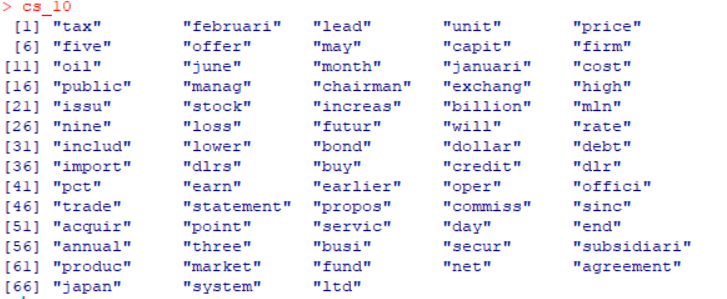 > cs_10
[1] "tax" "februari" "lead" "unit" "price"
[6] "five" "offer" "may" "capit" "firm"
[11] "oil" "june" "month" "januari" "cost"
[16] "public" "manag" "chairman" "exchang" "high"
[21] "issu" "stock" "increas" "billion" "mln"
[26] "nine" "loss" "futur" "will" "rate"
[31] "includ" "lower" "bond" "dollar" "debt"
[36] "import" "dlrs" "buy" "credit" "dlr"
[41] "pct" "earn" "earlier" "oper" "offici"
[46] "trade" "statement" "propos" "commiss" "sinc"
[51] "acquir" "point" "servic" "day" "end"
[56] "annual" "three" "busi" "secur" "subsidiari"
[61] "produc" "market" "fund" "net" "agreement"
[66] "japan" "system" "ltd"